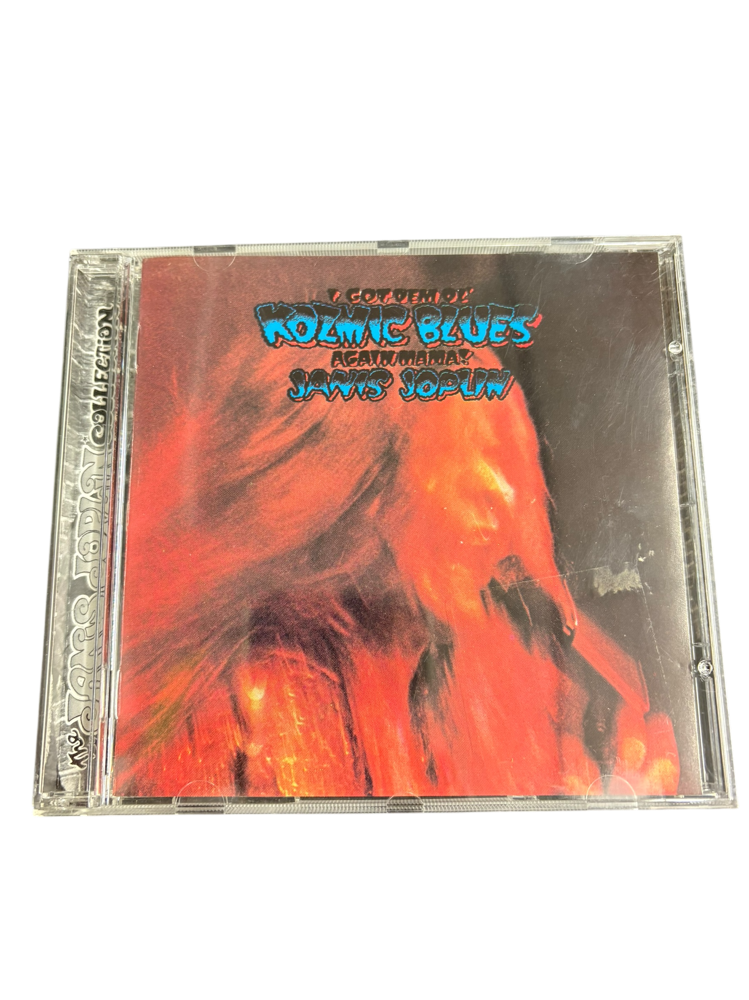 I GOT DEM OL'
KOZMIC BLUES
AGAIN MAMA!
JANIS JOPLIN
The JANIS JOPLIN COLLECTION